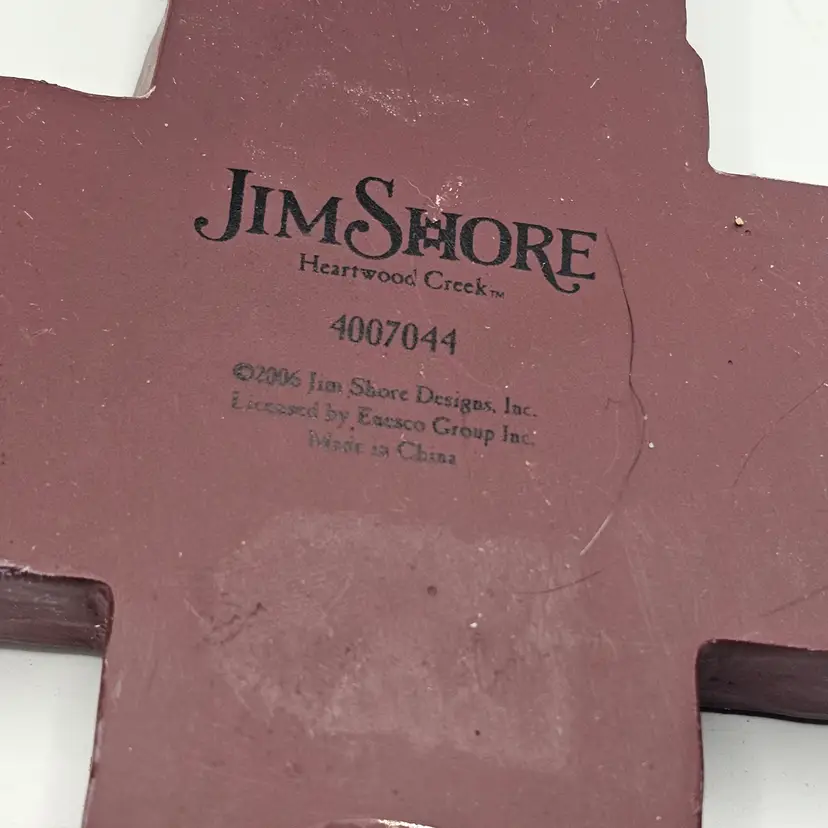 JIM SHORE
Heartwood Creek™
4007044
©2006 Jim Shore Designs, Inc.
Licensed by Enesco Group Inc.
Made in China